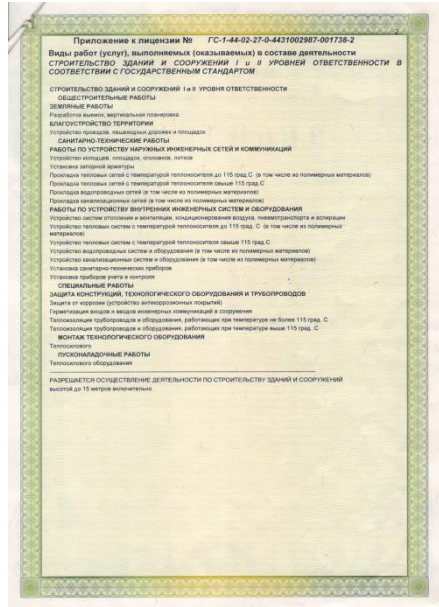 2
Приложение к лицензии № ГС-1-44-02-27-0-4431002987-001738-2
Виды работ (услуг), выполняемых (оказываемых) в составе деятельности
СТРОИТЕЛЬСТВО ЗДАНИЙ И СООРУЖЕНИЙ I и II УРОВНЕЙ ОТВЕТСТВЕННОСТИ В
СООТВЕТСТВИИ С ГОСУДАРСТВЕННЫМ СТАНДАРТОМ
СТРОИТЕЛЬСТВО ЗДАНИЙ И СООРУЖЕНИЙ I и II УРОВНЯ ОТВЕТСТВЕННОСТИ
ОБЩЕСТРОИТЕЛЬНЫЕ РАБОТЫ
ЗЕМЛЯНЫЕ РАБОТЫ
Разработка выемок, вертикальная планировка
БЛАГОУСТРОЙСТВО ТЕРРИТОРИИ
Устройство проездов, пешеходных дорожек и площадок
САНИТАРНО-ТЕХНИЧЕСКИЕ РАБОТЫ
РАБОТЫ ПО УСТРОЙСТВУ НАРУЖНЫХ ИНЖЕНЕРНЫХ СЕТЕЙ И КОММУНИКАЦИЙ
Устройство колодцев, площадок, оголовков, лотков
Установка запорной арматуры
Прокладка тепловых сетей с температурой теплоносителя до 115 град.С (в том числе из полимерных материалов)
Прокладка тепловых сетей с температурой теплоносителя свыше 115 град.С
Прокладка водопроводных сетей (в том числе из полимерных материалов)
Прокладка канализационных сетей (в том числе из полимерных материалов)
РАБОТЫ ПО УСТРОЙСТВУ ВНУТРЕННИХ ИНЖЕНЕРНЫХ СИСТЕМ И ОБОРУДОВАНИЯ
Устройство систем отопления и вентиляции, кондиционирования воздуха, пневмотранспорта и аспирации
Устройство тепловых систем с температурой теплоносителя до 115 град. С (в том числе из полимерных
материалов)
Устройство тепловых систем с температурой теплоносителя свыше 115 град.С
Устройство водопроводных систем и оборудования (в том числе из полимерных материалов)
Устройство канализационных систем и оборудования (в том числе из полимерных материалов)
Установка санитарно-технических приборов
Установка приборов учета и контроля
СПЕЦИАЛЬНЫЕ РАБОТЫ
ЗАЩИТА КОНСТРУКЦИЙ, ТЕХНОЛОГИЧЕСКОГО ОБОРУДОВАНИЯ И ТРУБОПРОВОДОВ
Защита от коррозии (устройство антикоррозионных покрытий)
Герметизация вводов и вводов инженерных коммуникаций в сооружения
Теплоизоляция трубопроводов и оборудования, работающих при температуре не более 115 град. С
Теплоизоляция трубопроводов и оборудования, работающих при температуре выше 115 град. С
МОНТАЖ ТЕХНОЛОГИЧЕСКОГО ОБОРУДОВАНИЯ
Теплосилового
ПУСКОНАЛАДОЧНЫЕ РАБОТЫ
Теплосилового оборудования
РАЗРЕШАЕТСЯ ОСУЩЕСТВЛЕНИЕ ДЕЯТЕЛЬНОСТИ ПО СТРОИТЕЛЬСТВУ ЗДАНИЙ И СООРУЖЕНИЙ
высотой до 15 метров включительно